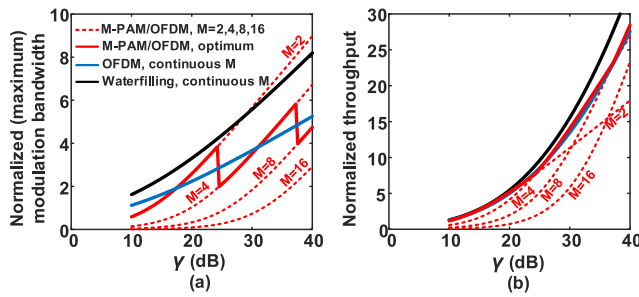 (a)
M-PAM/OFDM, M=2,4,8,16
M-PAM/OFDM, optimum
OFDM, continuous M
Waterfilling, continuous M
Normalized (maximum)
modulation bandwidth
10
8
6
4
2
0
0
10
20
30
40
M=2
M=4
M=8
M=16
γ (dB)
(a)
(b)
Normalized throughput
30
25
20
15
10
5
0
0
10
20
30
40
M=2
M=4
M=8
M=16
γ (dB)
(b)